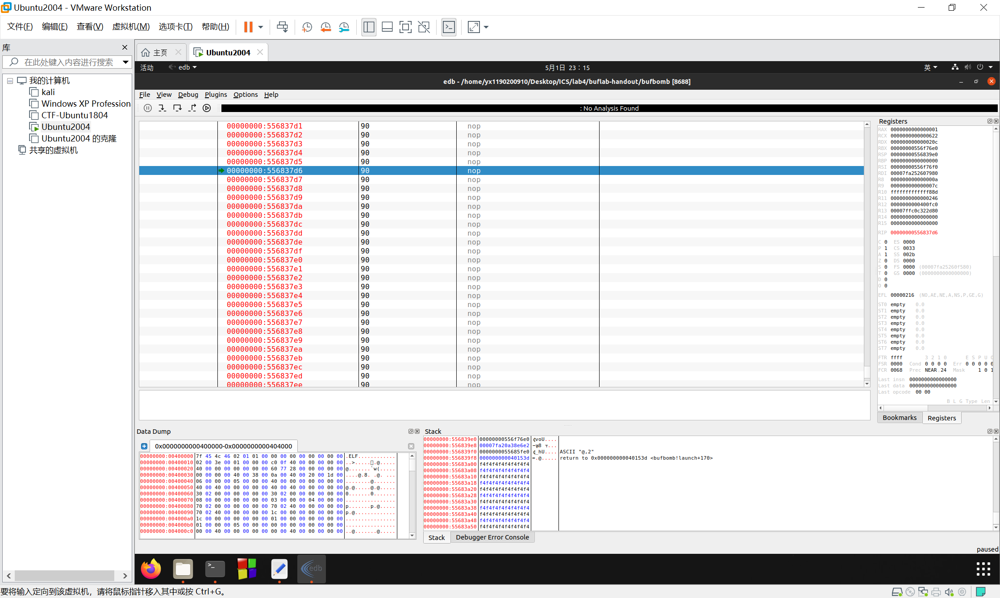 Ubuntu2004 - VMware Workstation
文件(F) 编辑(E) 查看(V) 虚拟机(M) 选项卡(T) 帮助(H)
库
在此处键入内容进行搜索
我的计算机
kali
Windows XP Profession
CTF-Ubuntu1804
Ubuntu2004
Ubuntu2004 的克隆
共享的虚拟机
主页 Ubuntu2004
活动 edb 5月1日 23：15 英
edb - /home/yx1190200910/Desktop/ICS/lab4/buflab-handout/bufbomb [8688]
File View Debug Plugins Options Help
: No Analysis Found
00000000:556837d1 90 nop
00000000:556837d2 90 nop
00000000:556837d3 90 nop
00000000:556837d4 90 nop
00000000:556837d5 90 nop
00000000:556837d6 90 nop
00000000:556837d7 90 nop
00000000:556837d8 90 nop
00000000:556837d9 90 nop
00000000:556837da 90 nop
00000000:556837db 90 nop
00000000:556837dc 90 nop
00000000:556837dd 90 nop
00000000:556837de 90 nop
00000000:556837df 90 nop
00000000:556837e0 90 nop
00000000:556837e1 90 nop
00000000:556837e2 90 nop
00000000:556837e3 90 nop
00000000:556837e4 90 nop
00000000:556837e5 90 nop
00000000:556837e6 90 nop
00000000:556837e7 90 nop
00000000:556837e8 90 nop
00000000:556837e9 90 nop
00000000:556837ea 90 nop
00000000:556837eb 90 nop
00000000:556837ec 90 nop
00000000:556837ed 90 nop
00000000:556837ee 90 nop
Registers
RAX 0000000000000001
RCX 0000000000000622
RDX 000000000000020c
RBX 00000000556f76e0
RSP 00000000556839e0
RBP 0000000000000000
RSI 00000000556f76f0
RDI 00007fa252607980
R8 000000000000000a
R9 000000000000007c
R10 fffffffffffff88d
R11 0000000000000246
R12 0000000000400fc0
R13 00007ffc0c322d80
R14 0000000000000000
R15 0000000000000000
RIP 00000000556837d6
C 0 ES 0000
P 1 CS 0033
A 1 SS 002b
Z 0 DS 0000
S 0 FS 0000 (00007fa25260f580)
T 0 GS 0000 (0000000000000000)
D 0
O 0
EFL 00000216 (NO,AE,NE,A,NS,P,GE,G)
ST0 empty 0.0
ST1 empty 0.0
ST2 empty 0.0
ST3 empty 0.0
ST4 empty 0.0
ST5 empty 0.0
ST6 empty 0.0
ST7 empty 0.0
FTR ffff 3 2 1 0 E S P U O
FSR 0000 Cond 0 0 0 0 Err 0 0 0 0 0
FCR 0068 Prec NEAR,24 Mask 1 0 1
Last insn 0000000000000000
Last data 0000000000000000
Last opcode 00 00
B L G Type Len
Bookmarks Registers
Data Dump
0x0000000000400000-0x0000000000404000
00000000:00400000 7f 45 4c 46 02 01 01 00 00 00 00 00 00 00 00 00 .ELF............
00000000:00400010 02 00 3e 00 01 00 00 00 c0 0f 40 00 00 00 00 00
00000000:00400020 40 00 00 00 00 00 00 00 60 77 28 00 00 00 00 00 @.......`w(.....
00000000:00400030 00 00 00 00 40 00 38 00 0a 00 40 00 20 00 1d 00 ....@.8. .@. ...
00000000:00400040 06 00 00 00 05 00 00 00 40 00 00 00 00 00 00 00 ........@.......
00000000:00400050 40 00 40 00 00 00 00 00 40 00 40 00 00 00 00 00 @.@.....@.@.....
00000000:00400060 30 02 00 00 00 00 00 00 30 02 00 00 00 00 00 00 0.......0.......
00000000:00400070 08 00 00 00 00 00 00 00 03 00 00 00 04 00 00 00 ................
00000000:00400080 70 02 00 00 00 00 00 00 70 02 40 00 00 00 00 00 p.......p.@.....
00000000:00400090 70 02 40 00 00 00 00 00 1c 00 00 00 00 00 00 00 p.@.............
00000000:004000a0 1c 00 00 00 00 00 00 00 01 00 00 00 00 00 00 00 ................
00000000:004000b0 01 00 00 00 05 00 00 00 00 00 00 00 00 00 00 00 ................
00000000:004000c0 00 00 40 00 00 00 00 00 00 00 40 00 00 00 00 00 ..@.......@.....
Stack
00000000:556839e0 00000000556f76e0
00000000:556839e8 00007fa20a38e6e2
00000000:556839f0 0000000055685fe0 ASCII "@,2"
00000000:556839f8 000000000040153d =.@..... return to 0x000000000040153d <bufbomb!launch+170>
00000000:55683a00 f4f4f4f4f4f4f4f4
00000000:55683a08 f4f4f4f4f4f4f4f4
00000000:55683a10 f4f4f4f4f4f4f4f4
00000000:55683a18 f4f4f4f4f4f4f4f4
00000000:55683a20 f4f4f4f4f4f4f4f4
00000000:55683a28 f4f4f4f4f4f4f4f4
00000000:55683a30 f4f4f4f4f4f4f4f4
00000000:55683a38 f4f4f4f4f4f4f4f4
00000000:55683a40 f4f4f4f4f4f4f4f4
00000000:55683a48 f4f4f4f4f4f4f4f4
00000000:55683a50 f4f4f4f4f4f4f4f4
Stack Debugger Error Console
paused
edb
要将输入定向到该虚拟机，请将鼠标指针移入其中或按 Ctrl+G。